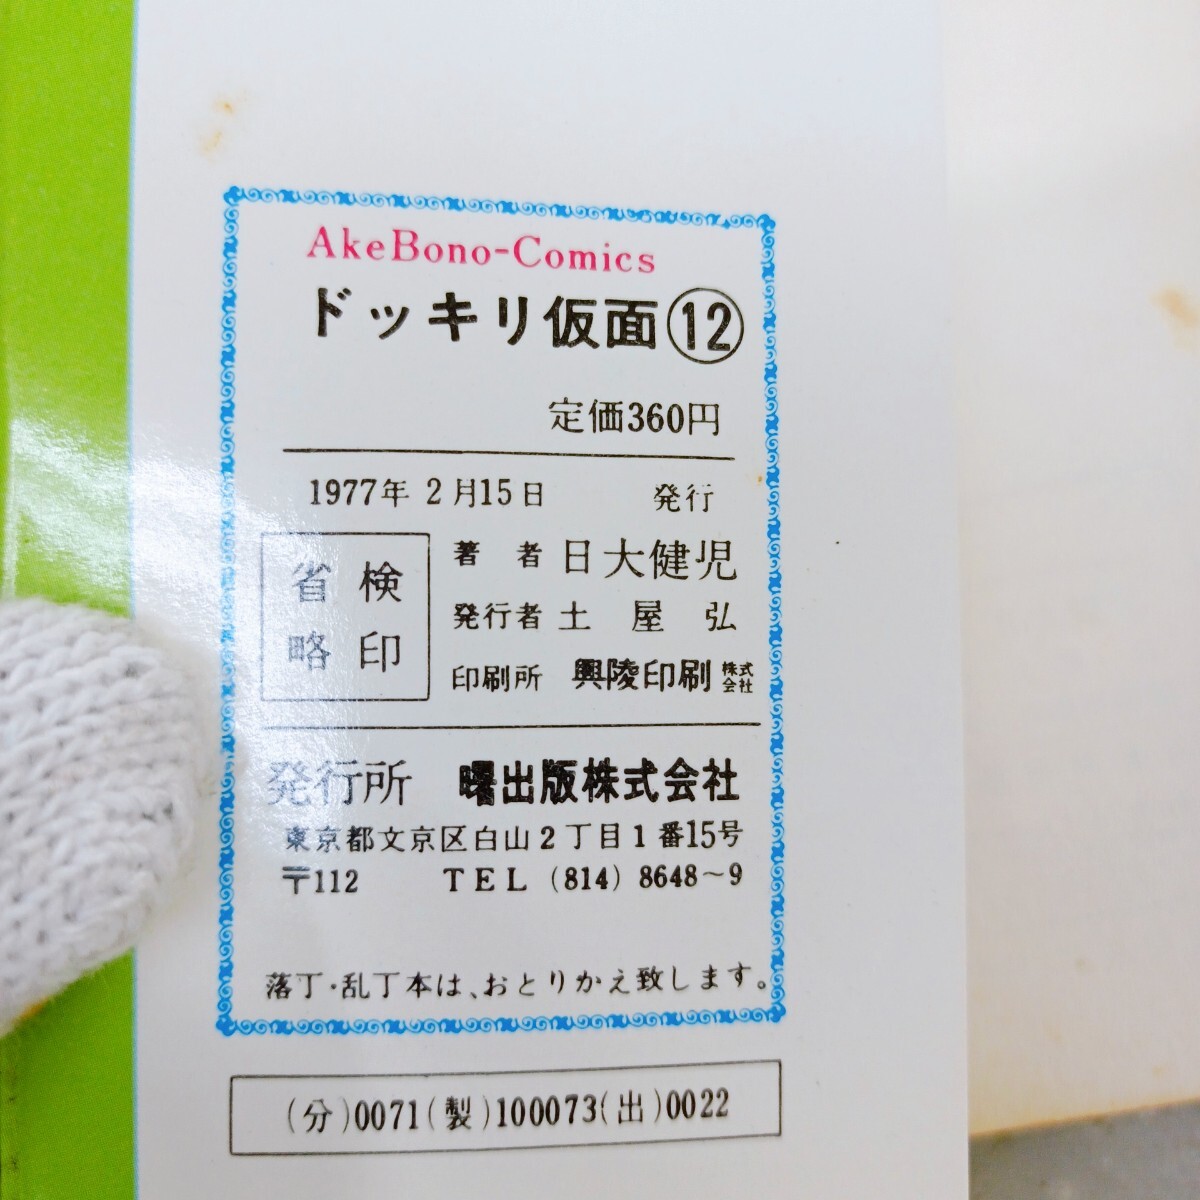 AkeBono-Comics
ドッキリ仮面⑫
定価360円
1977年 2月15日 発行
検印
省略
著者 日大健児
発行者 土屋弘
印刷所 興陵印刷株式会社
発行所 曙出版株式会社
東京都文京区白山2丁目1番15号
〒112 TEL (814) 8648~9
落丁・乱丁本は、おとりかえ致します。
(分)0071(製)100073(出)0022